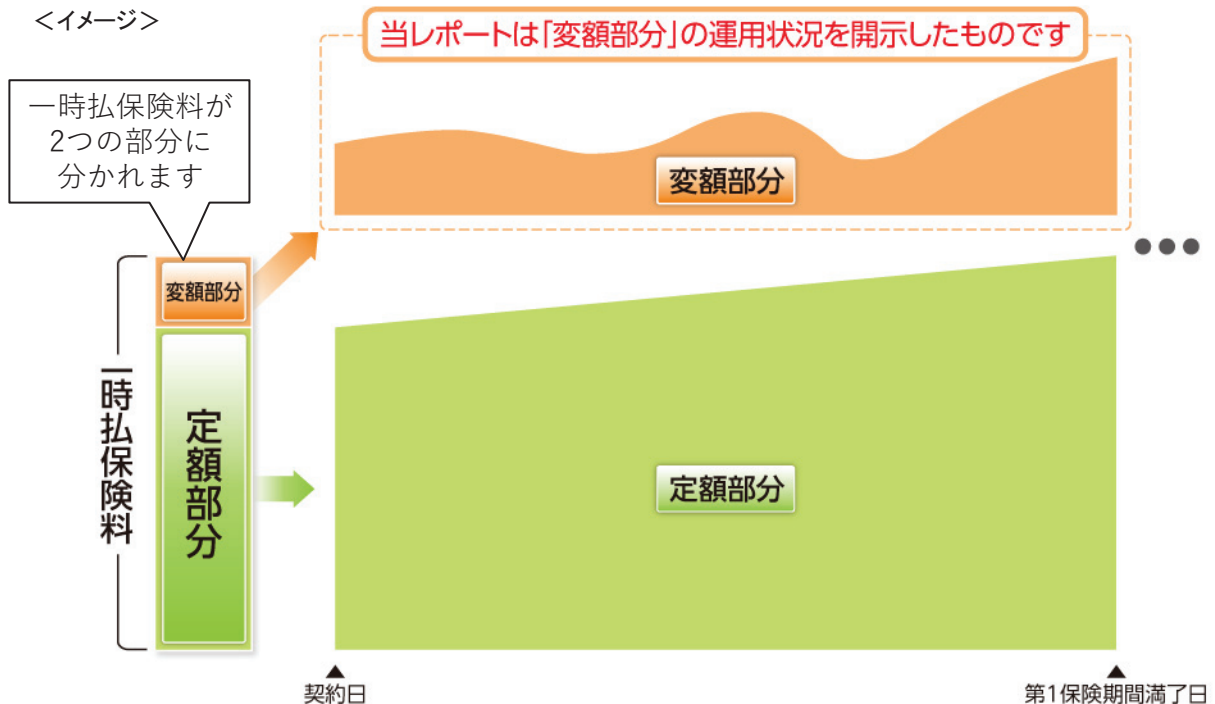 ＜イメージ＞
当レポートは「変額部分」の運用状況を開示したものです
一時払保険料が
2つの部分に
分かれます
変額部分
変額部分
一時払保険料
定額部分
定額部分
契約日
第1保険期間満了日